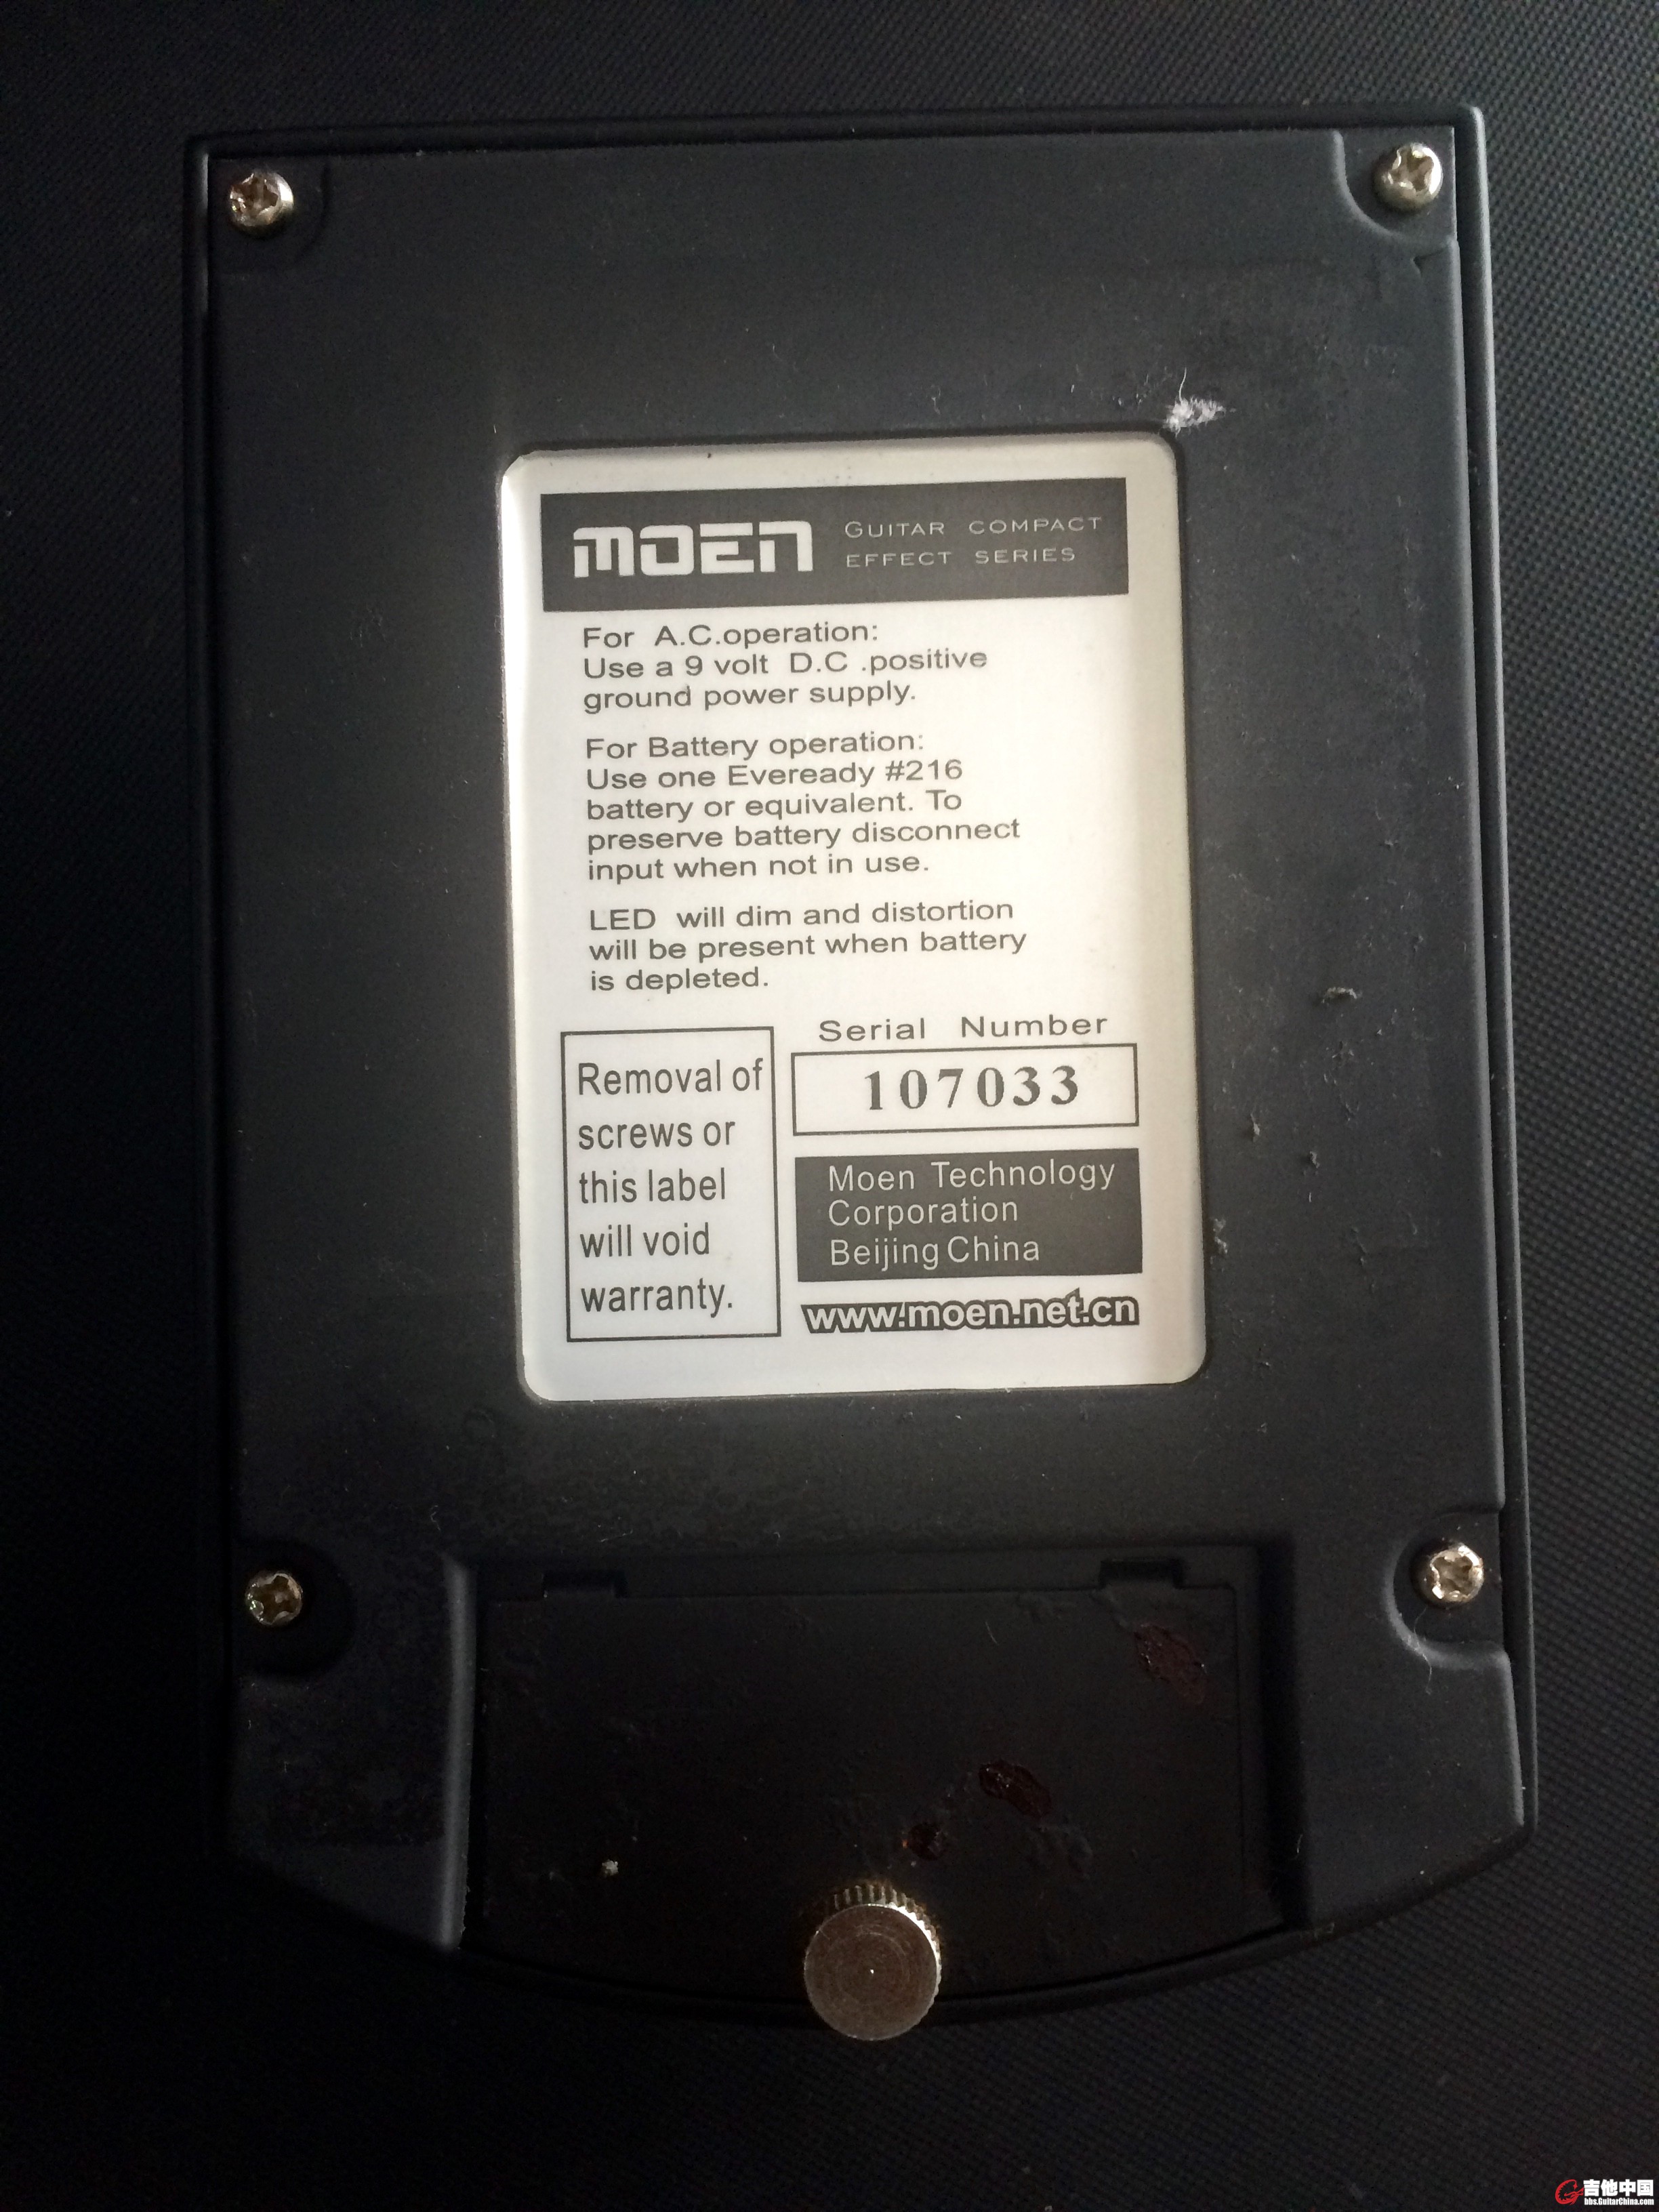 MOEN GUITAR COMPACT
EFFECT SERIES
For A.C.operation:
Use a 9 volt D.C .positive
ground power supply.
For Battery operation:
Use one Eveready #216
battery or equivalent. To
preserve battery disconnect
input when not in use.
LED will dim and distortion
will be present when battery
is depleted.
Removal of
screws or
this label
will void
warranty.
Serial Number
107033
Moen Technology
Corporation
Beijing China
www.moen.net.cn
吉他中国
bbs.GuitarChina.com